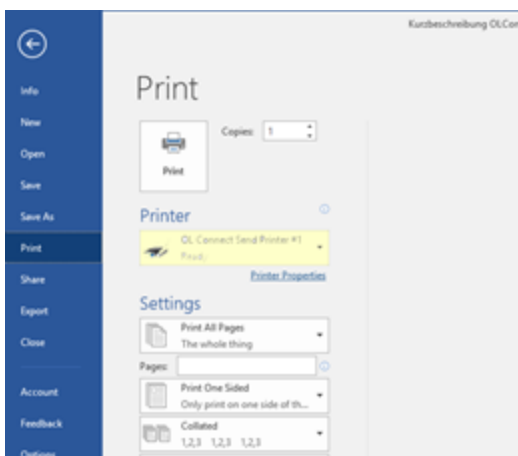 Kurzbeschreibung OLCon
Info
New
Open
Save
Save As
Print
Share
Export
Close
Account
Feedback
Options
Print
Copies: 1
Print
Printer
OL Connect Send Printer #1
Ready
Printer Properties
Settings
Print All Pages
The whole thing
Pages:
Print One Sided
Only print on one side of th...
Collated
1,2,3 1,2,3 1,2,3